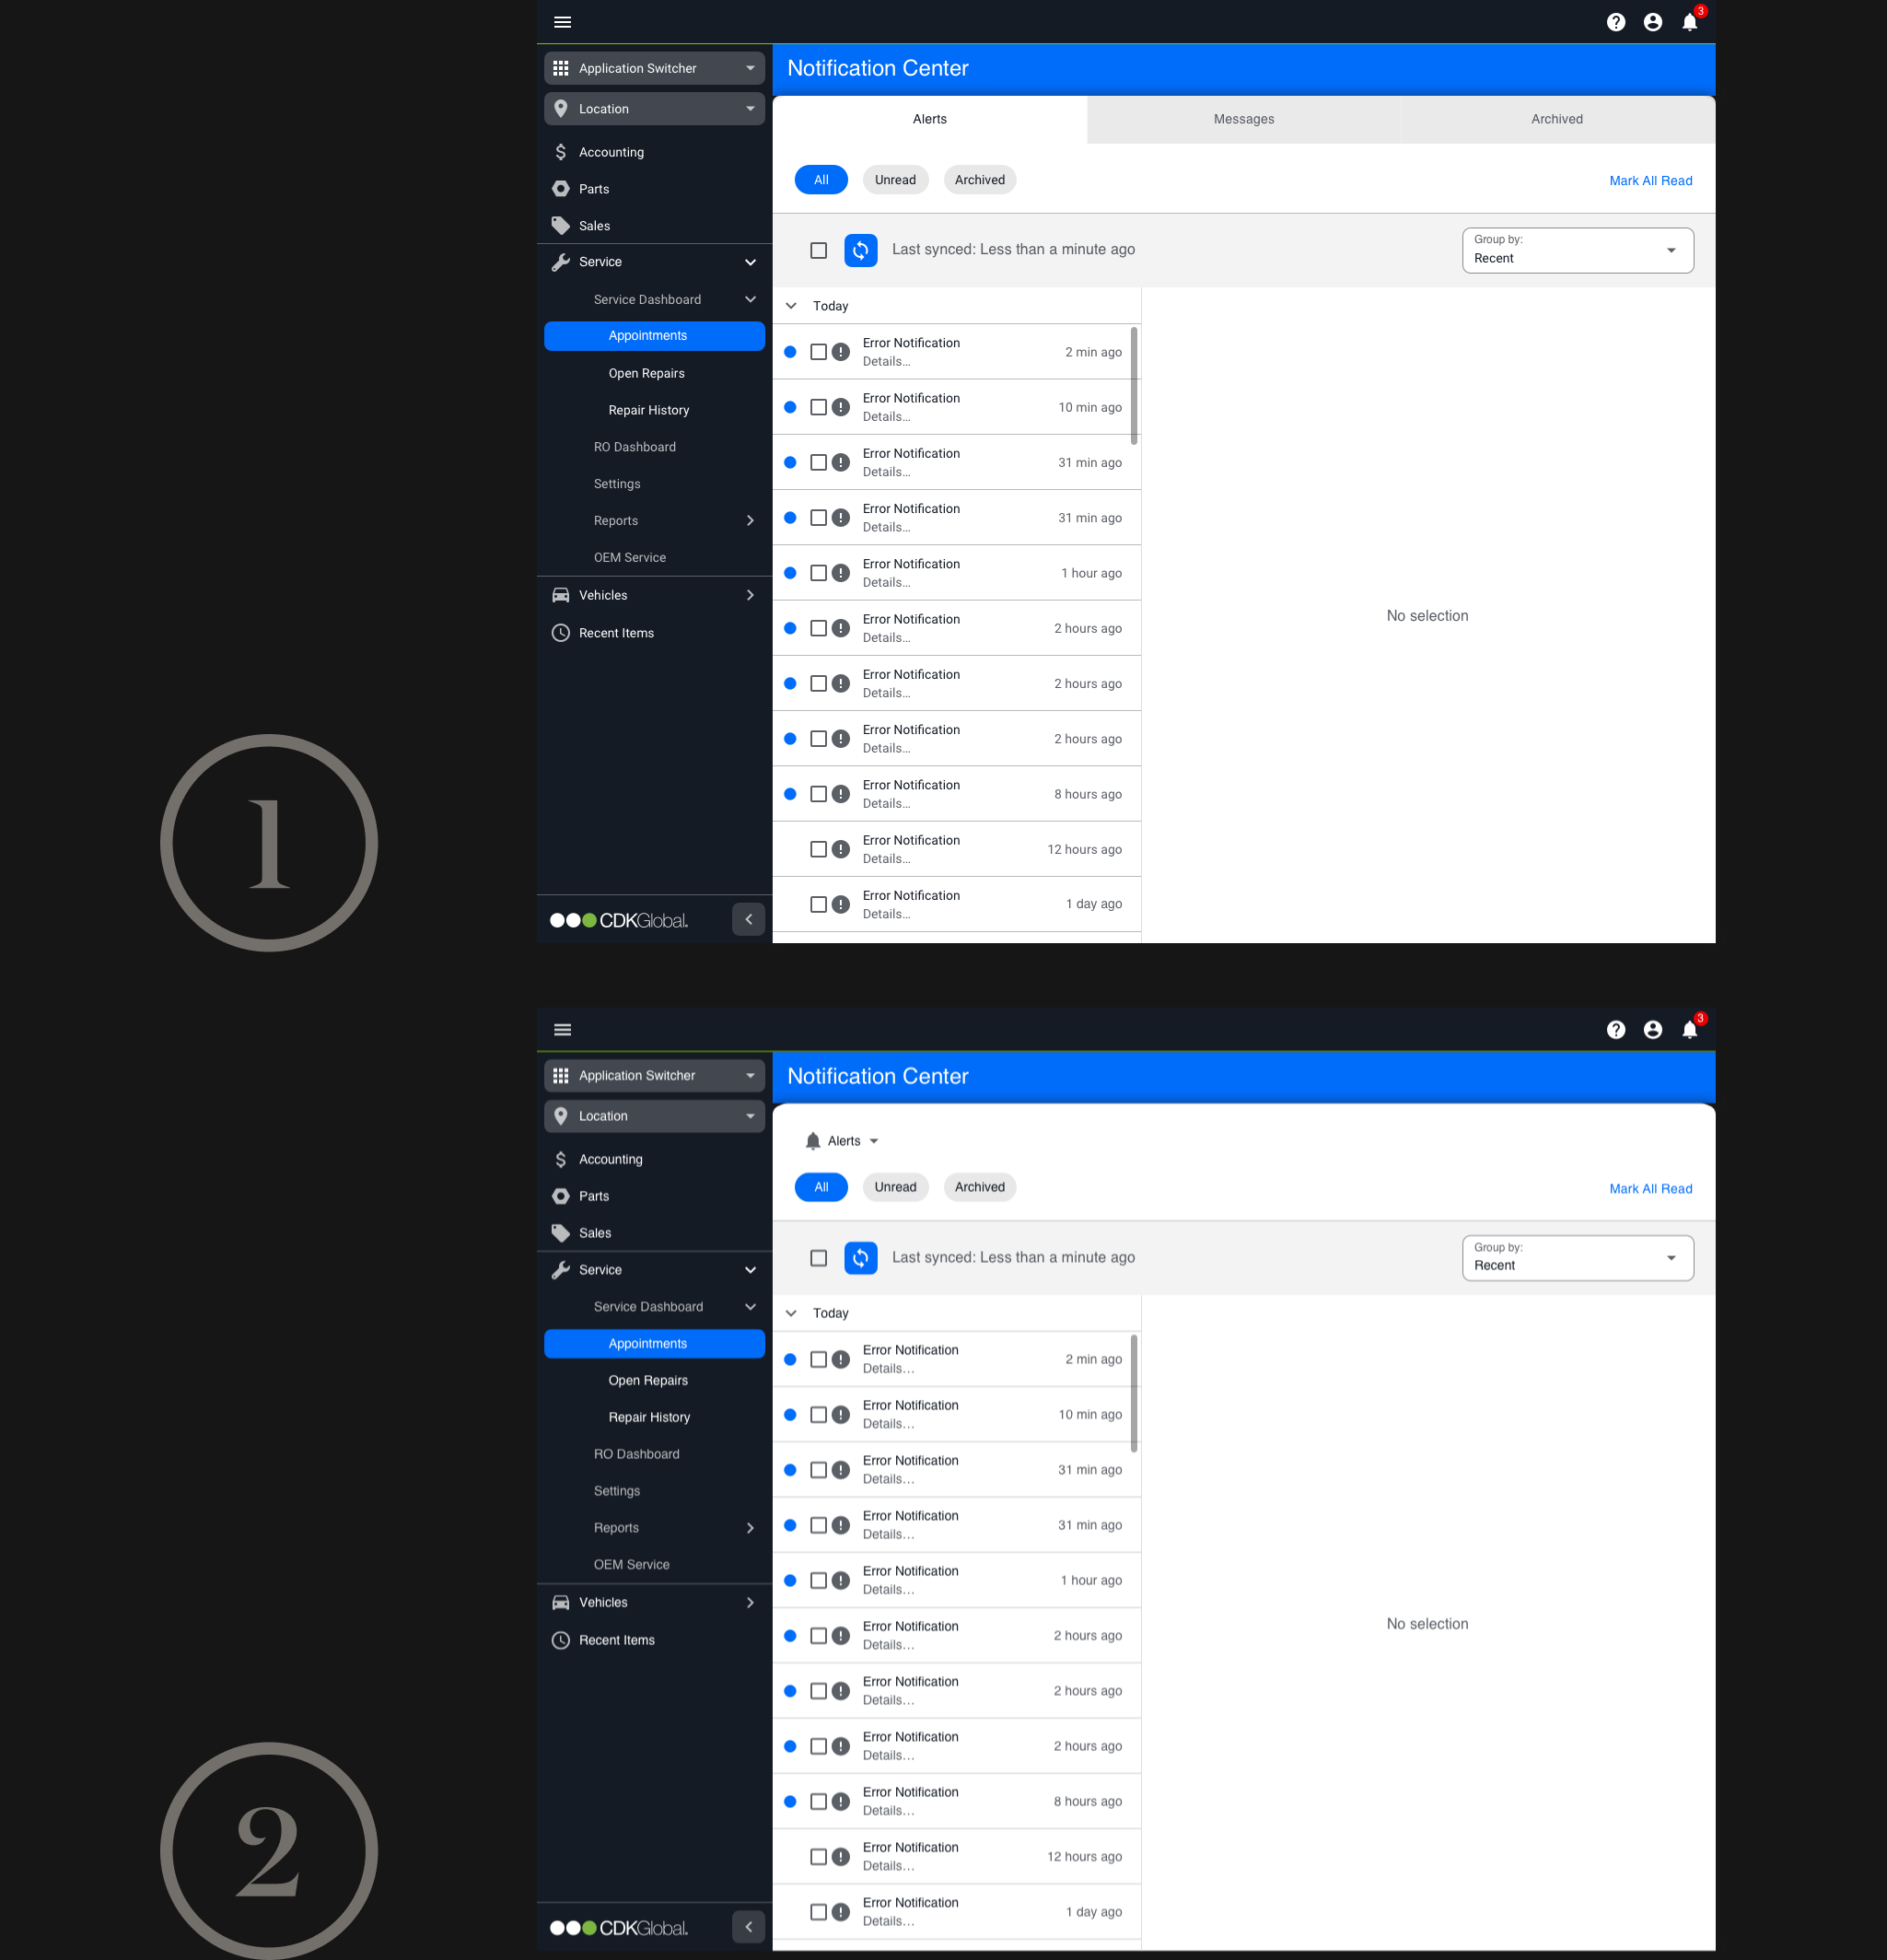 3
Application Switcher
Location
Accounting
Parts
Sales
Service
Service Dashboard
Appointments
Open Repairs
Repair History
RO Dashboard
Settings
Reports
OEM Service
Vehicles
Recent Items
CDKGlobal.
Notification Center
Alerts Messages Archived
All Unread Archived Mark All Read
Last synced: Less than a minute ago
Group by:
Recent
Today
Error Notification
Details... 2 min ago
Error Notification
Details... 10 min ago
Error Notification
Details... 31 min ago
Error Notification
Details... 31 min ago
Error Notification
Details... 1 hour ago
Error Notification
Details... 2 hours ago
Error Notification
Details... 2 hours ago
Error Notification
Details... 2 hours ago
Error Notification
Details... 8 hours ago
Error Notification
Details... 12 hours ago
Error Notification
Details... 1 day ago
No selection
1
3
Application Switcher
Location
Accounting
Parts
Sales
Service
Service Dashboard
Appointments
Open Repairs
Repair History
RO Dashboard
Settings
Reports
OEM Service
Vehicles
Recent Items
CDKGlobal.
Notification Center
Alerts
All Unread Archived Mark All Read
Last synced: Less than a minute ago
Group by:
Recent
Today
Error Notification
Details... 2 min ago
Error Notification
Details... 10 min ago
Error Notification
Details... 31 min ago
Error Notification
Details... 31 min ago
Error Notification
Details... 1 hour ago
Error Notification
Details... 2 hours ago
Error Notification
Details... 2 hours ago
Error Notification
Details... 2 hours ago
Error Notification
Details... 8 hours ago
Error Notification
Details... 12 hours ago
Error Notification
Details... 1 day ago
No selection
2